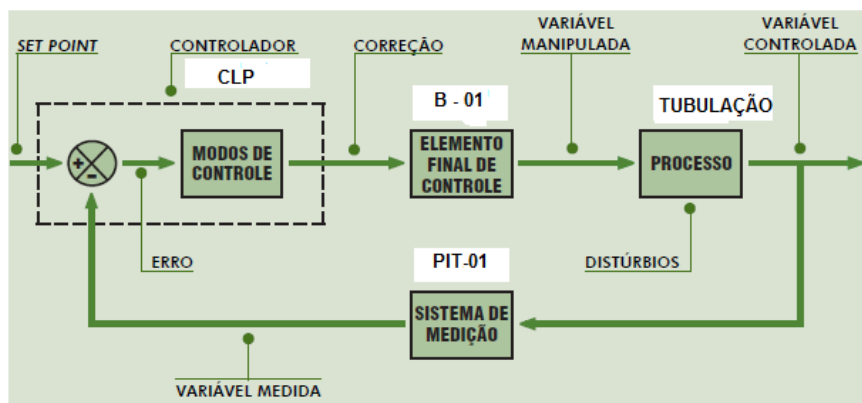 SET POINT
CONTROLADOR
CLP
CORREÇÃO
VARIÁVEL
MANIPULADA
VARIÁVEL
CONTROLADA
B - 01
TUBULAÇÃO
+
-
MODOS DE
CONTROLE
ELEMENTO
FINAL DE
CONTROLE
PROCESSO
ERRO
PIT-01
DISTÚRBIOS
SISTEMA DE
MEDIÇÃO
VARIÁVEL MEDIDA